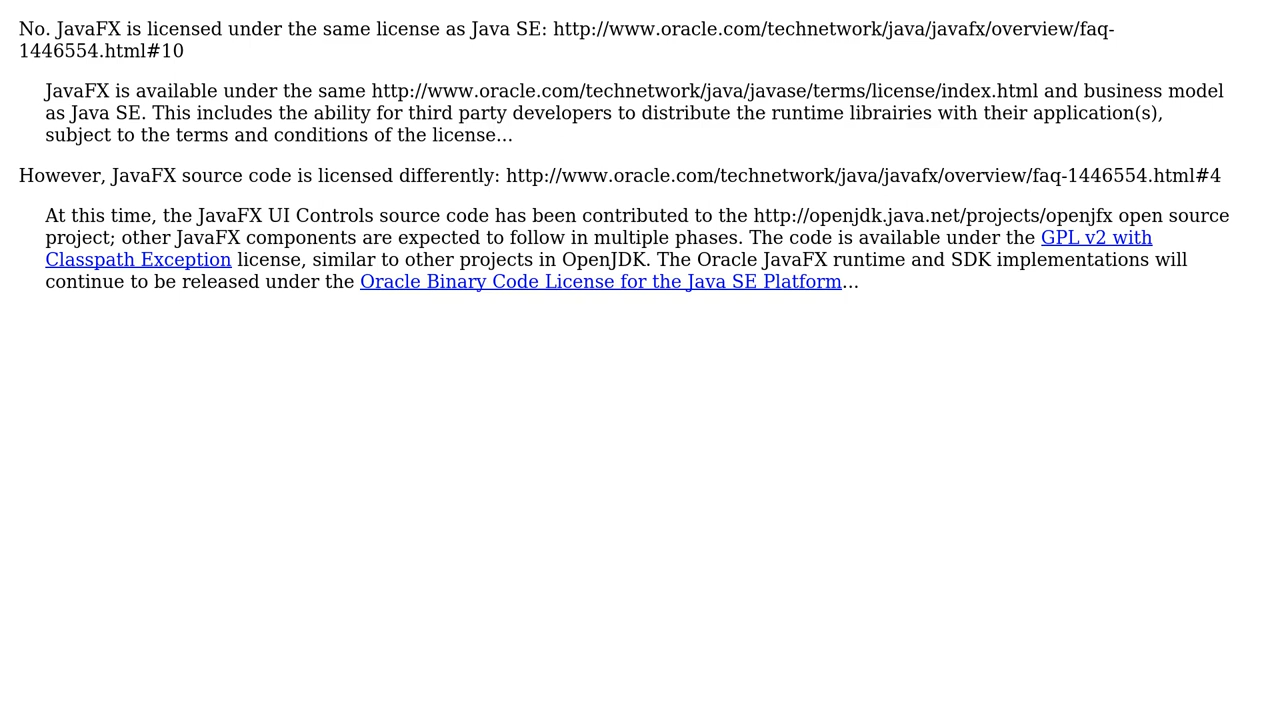 No. JavaFX is licensed under the same license as Java SE: http://www.oracle.com/technetwork/java/javafx/overview/faq-
1446554.html#10
JavaFX is available under the same http://www.oracle.com/technetwork/java/javase/terms/license/index.html and business model
as Java SE. This includes the ability for third party developers to distribute the runtime librairies with their application(s),
subject to the terms and conditions of the license...
However, JavaFX source code is licensed differently: http://www.oracle.com/technetwork/java/javafx/overview/faq-1446554.html#4
At this time, the JavaFX UI Controls source code has been contributed to the http://openjdk.java.net/projects/openjfx open source
project; other JavaFX components are expected to follow in multiple phases. The code is available under the GPL v2 with
Classpath Exception license, similar to other projects in OpenJDK. The Oracle JavaFX runtime and SDK implementations will
continue to be released under the Oracle Binary Code License for the Java SE Platform...